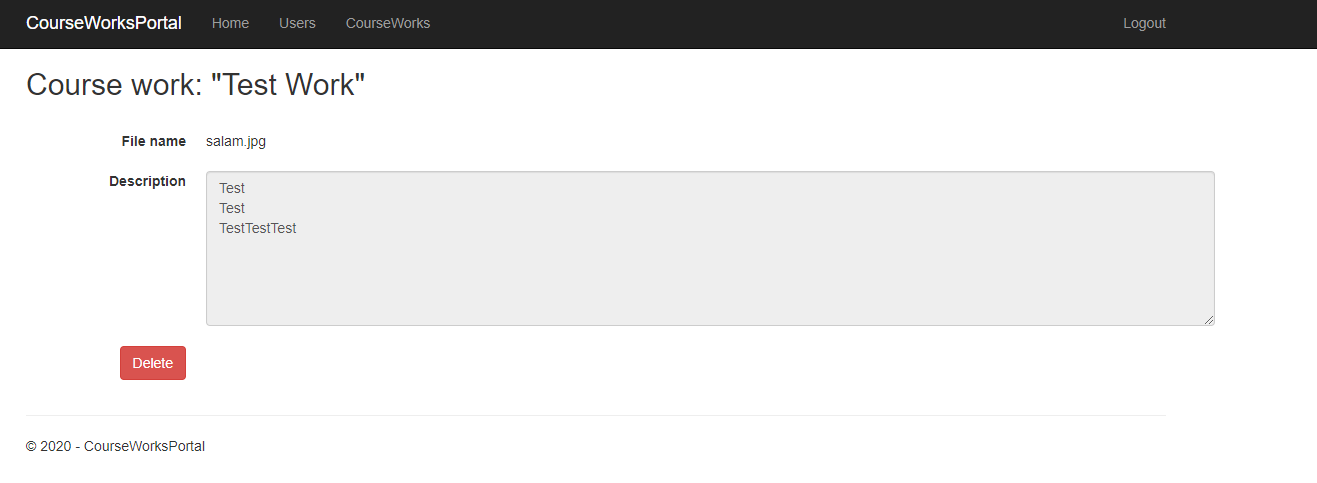 CourseWorksPortal Home Users CourseWorks Logout
Course work: "Test Work"
File name salam.jpg
Description
Test
Test
TestTestTest
Delete
© 2020 - CourseWorksPortal